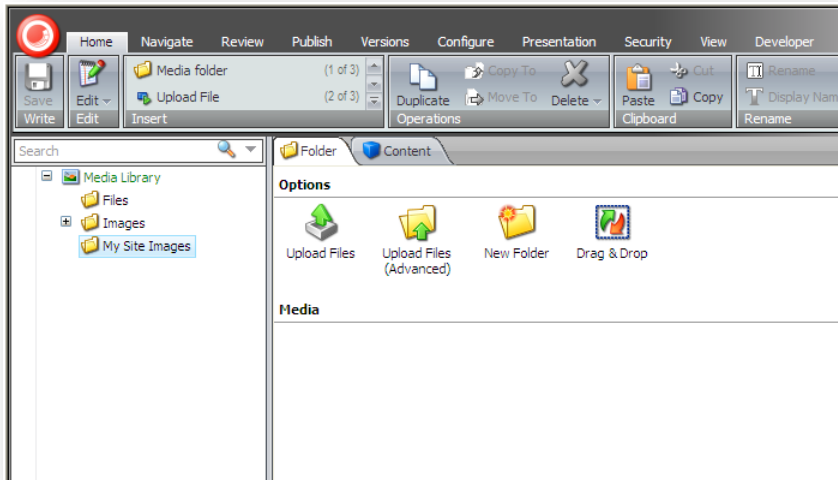 Home Navigate Review Publish Versions Configure Presentation Security View Developer
Media folder (1 of 3) Copy To Cut Rename
Save Edit Upload File (2 of 3) Duplicate Move To Delete Paste Copy Display Nam
Write Edit Insert Operations Clipboard Rename
Search Folder Content
Media Library Options
Files
Images
My Site Images
Upload Files Upload Files (Advanced) New Folder Drag & Drop
Media